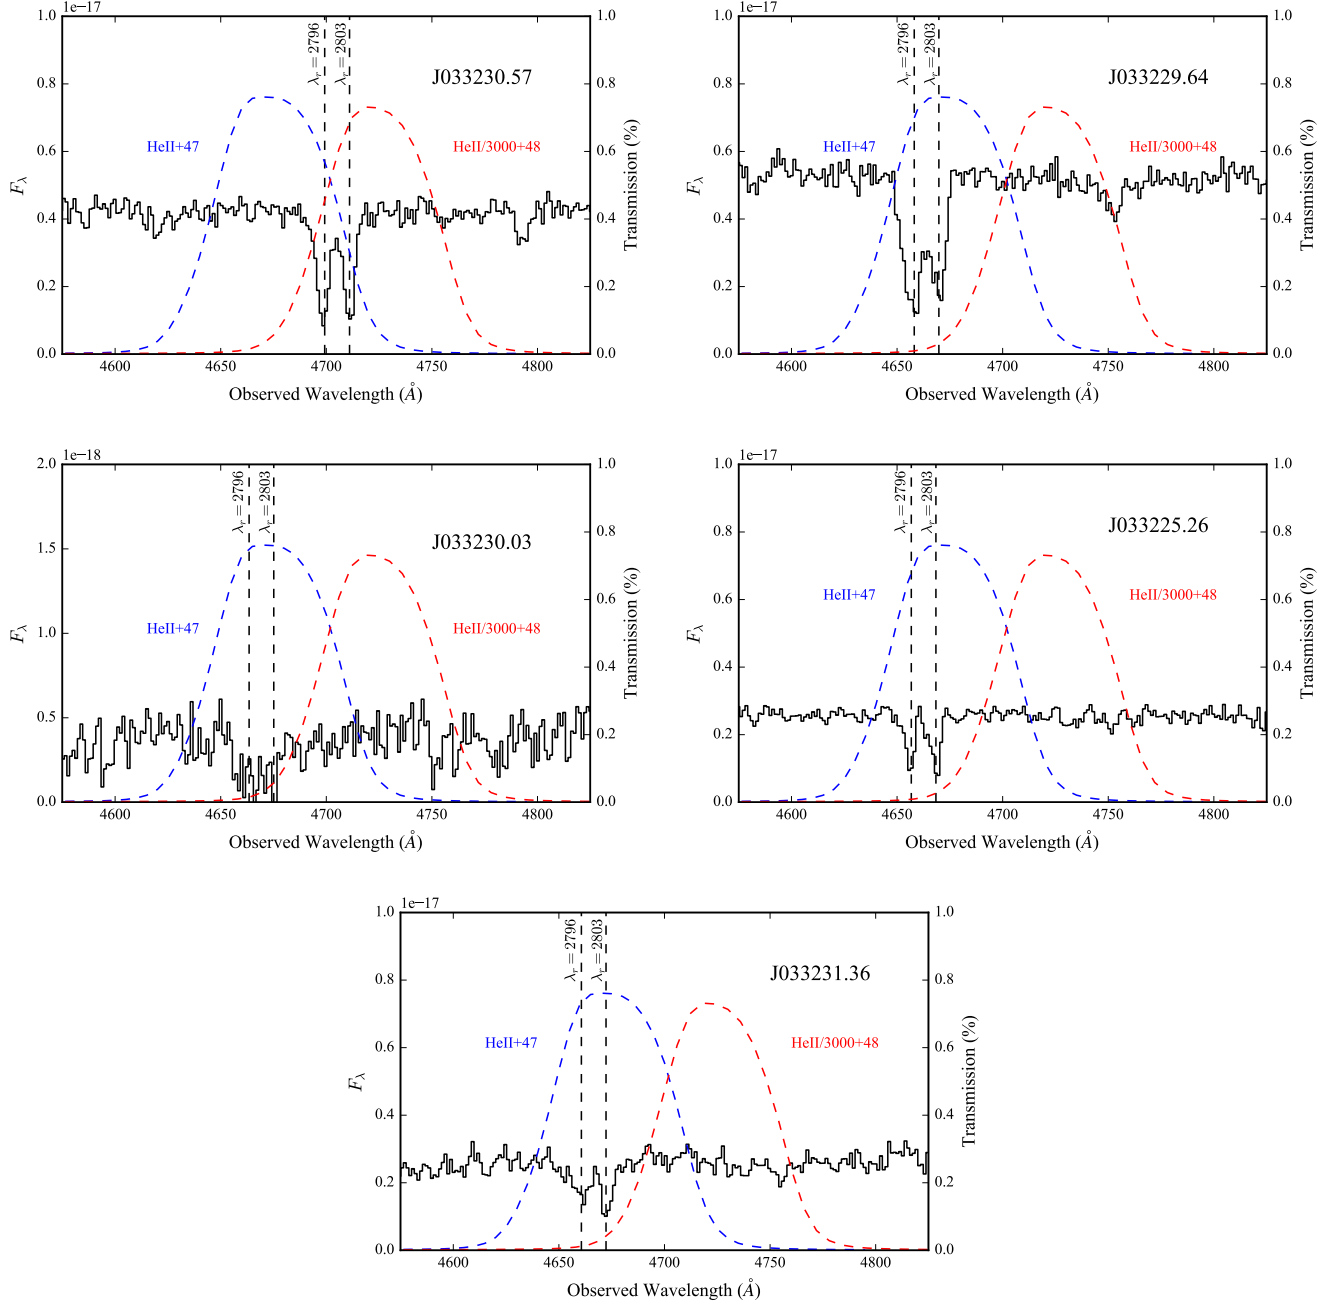 1e−17
λr = 2796
λr = 2803
J033230.57
HeII+47
HeII/3000+48
Fλ
Transmission (%)
1.0
0.8
0.6
0.4
0.2
0.0
1.0
0.8
0.6
0.4
0.2
0.0
4600
4650
4700
4750
4800
Observed Wavelength (Å)
1e−17
λr = 2796
λr = 2803
J033229.64
HeII+47
HeII/3000+48
Fλ
Transmission (%)
1.0
0.8
0.6
0.4
0.2
0.0
1.0
0.8
0.6
0.4
0.2
0.0
4600
4650
4700
4750
4800
Observed Wavelength (Å)
1e−18
λr = 2796
λr = 2803
J033230.03
HeII+47
HeII/3000+48
Fλ
Transmission (%)
2.0
1.5
1.0
0.5
0.0
1.0
0.8
0.6
0.4
0.2
0.0
4600
4650
4700
4750
4800
Observed Wavelength (Å)
1e−17
λr = 2796
λr = 2803
J033225.26
HeII+47
HeII/3000+48
Fλ
Transmission (%)
1.0
0.8
0.6
0.4
0.2
0.0
1.0
0.8
0.6
0.4
0.2
0.0
4600
4650
4700
4750
4800
Observed Wavelength (Å)
1e−17
λr = 2796
λr = 2803
J033231.36
HeII+47
HeII/3000+48
Fλ
Transmission (%)
1.0
0.8
0.6
0.4
0.2
0.0
1.0
0.8
0.6
0.4
0.2
0.0
4600
4650
4700
4750
4800
Observed Wavelength (Å)